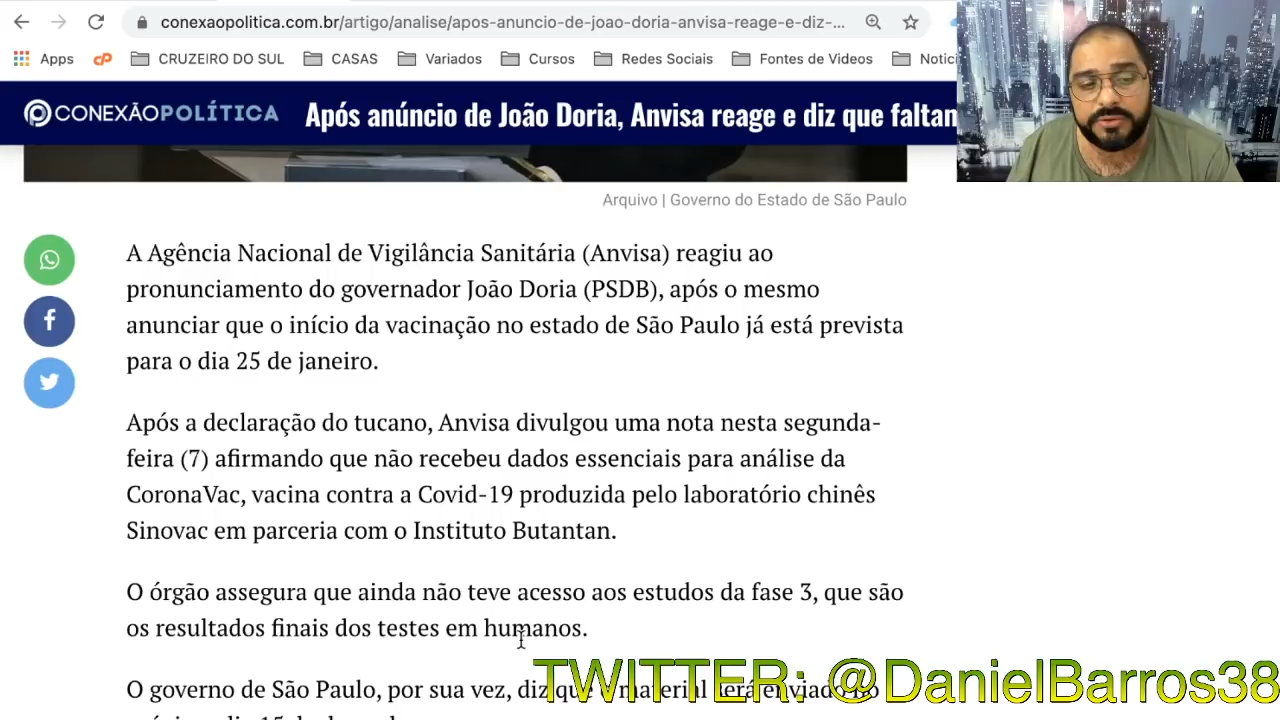 conexaopolitica.com.br/artigo/analise/apos-anuncio-de-joao-doria-anvisa-reage-e-diz-...
Apps CRUZEIRO DO SUL CASAS Variados Cursos Redes Sociais Fontes de Videos
CONEXÃOPOLÍTICA Após anúncio de João Doria, Anvisa reage e diz que faltam
Arquivo | Governo do Estado de São Paulo
A Agência Nacional de Vigilância Sanitária (Anvisa) reagiu ao
pronunciamento do governador João Doria (PSDB), após o mesmo
anunciar que o início da vacinação no estado de São Paulo já está prevista
para o dia 25 de janeiro.
Após a declaração do tucano, Anvisa divulgou uma nota nesta segunda-
feira (7) afirmando que não recebeu dados essenciais para análise da
CoronaVac, vacina contra a Covid-19 produzida pelo laboratório chinês
Sinovac em parceria com o Instituto Butantan.
O órgão assegura que ainda não teve acesso aos estudos da fase 3, que são
os resultados finais dos testes em humanos.
O governo de São Paulo, por sua vez, diz que o material será enviado no
TWITTER: @DanielBarros38